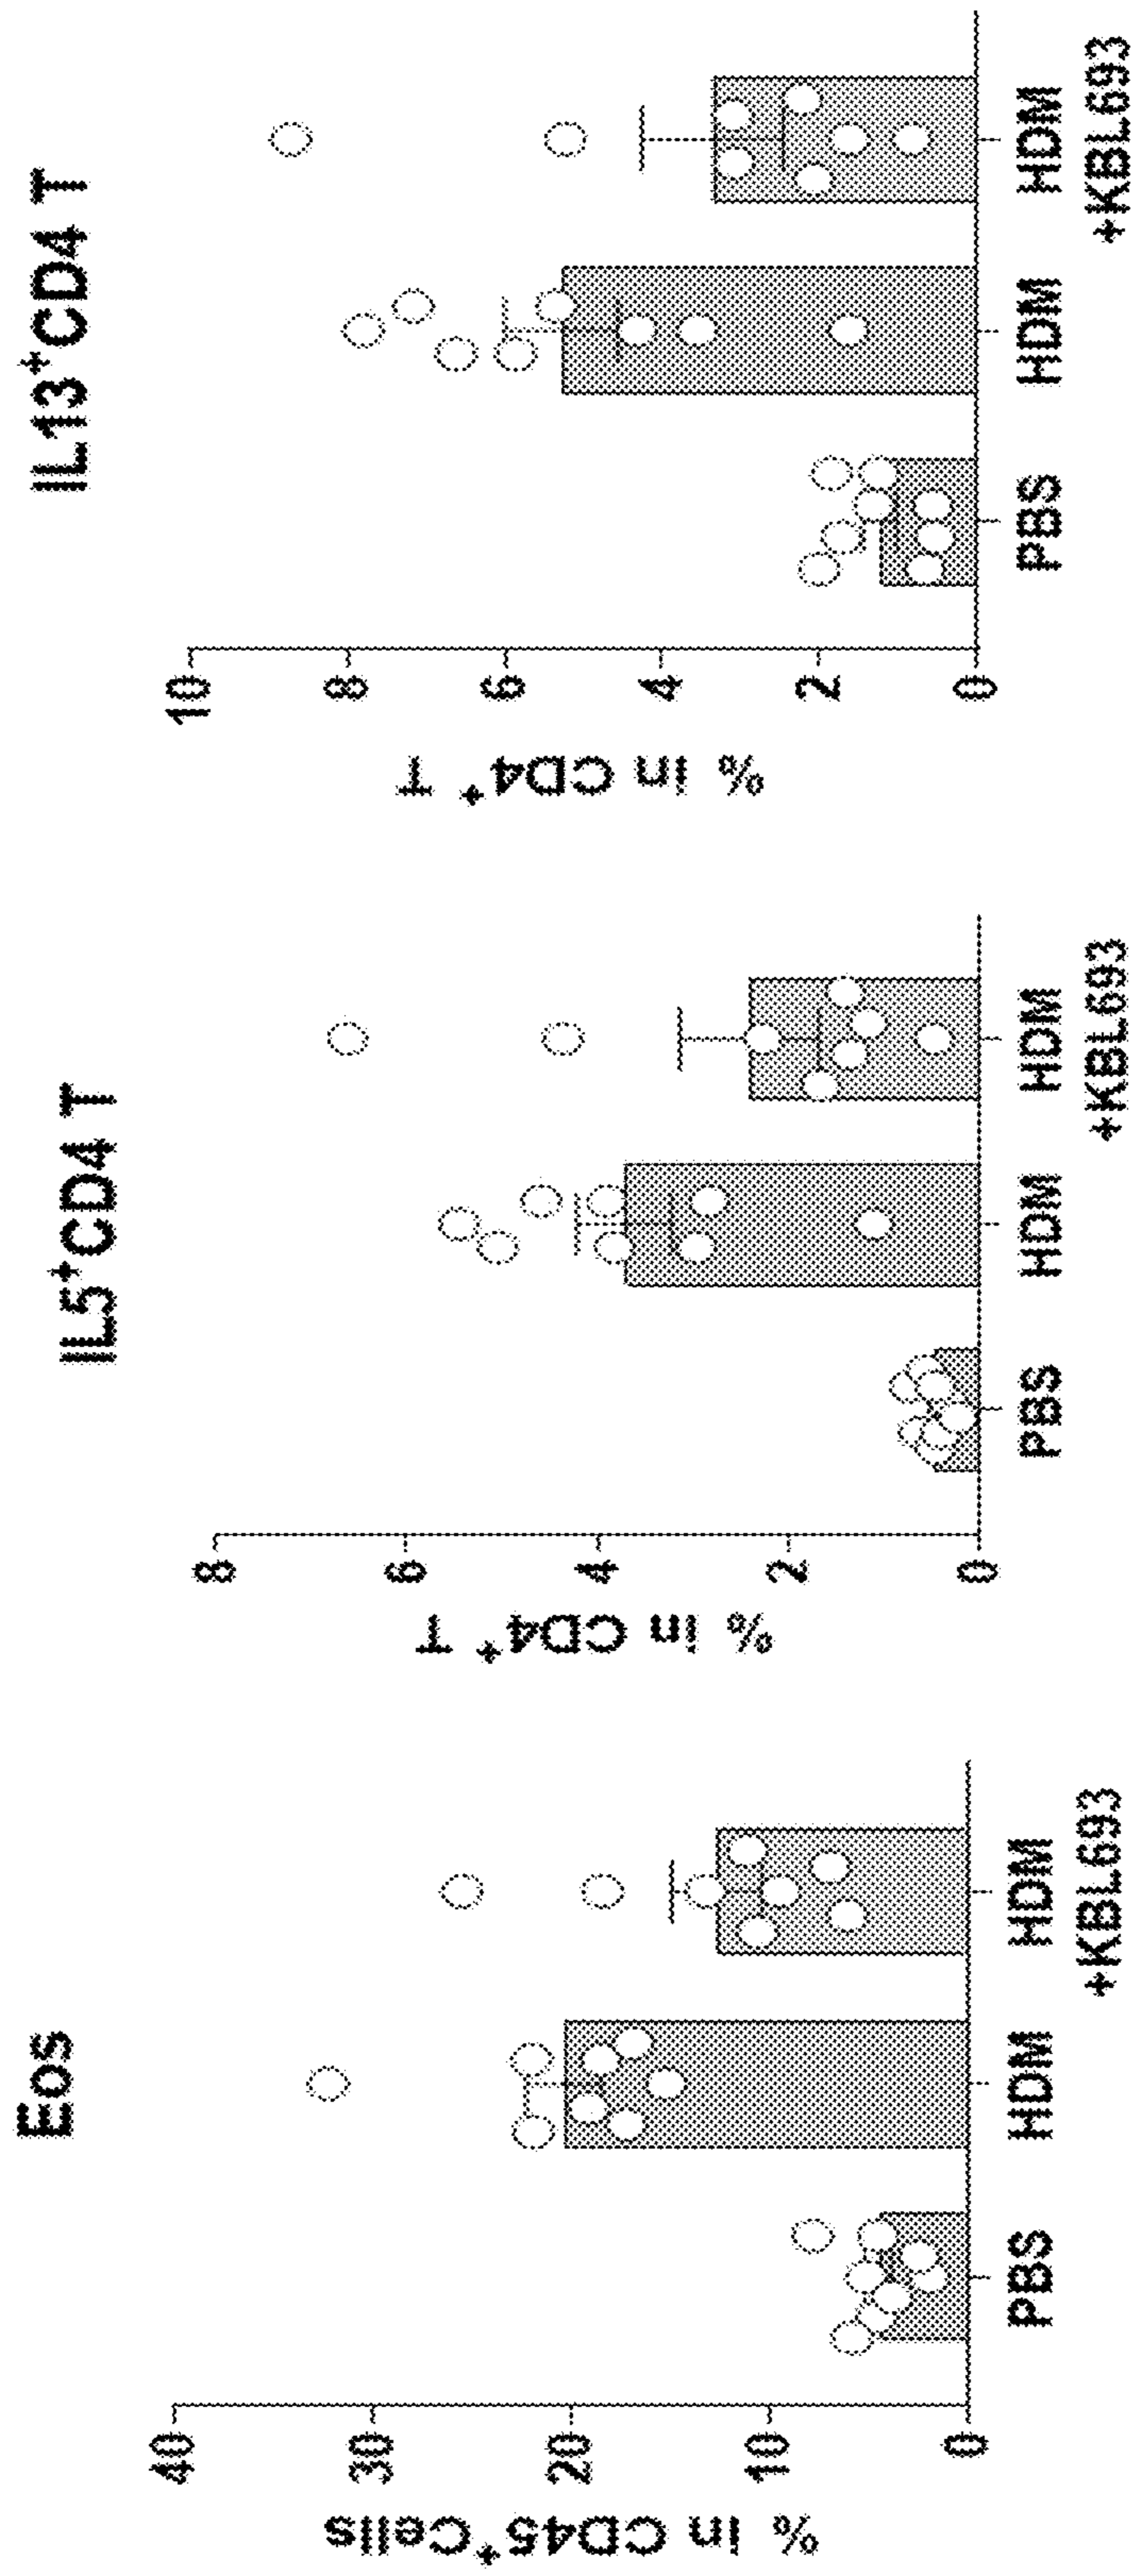 Eos
% in CD45⁺Cells
40
30
20
10
0
PBS
HDM
HDM
+KBL693
IL5⁺CD4 T
% in CD4⁺ T
8
6
4
2
0
PBS
HDM
HDM
+KBL693
IL13⁺CD4 T
% in CD4⁺ T
10
8
6
4
2
0
PBS
HDM
HDM
+KBL693